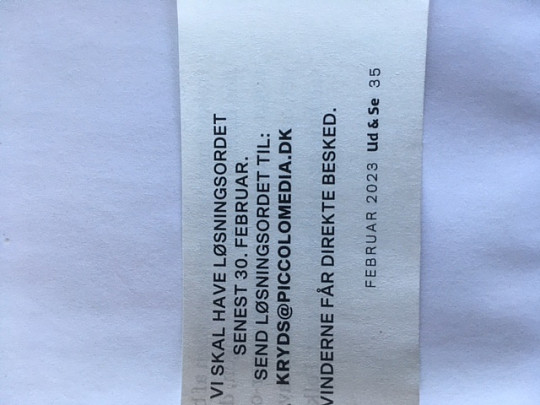 VI SKAL HAVE LØSNINGSORDET
SENEST 30. FEBRUAR.
SEND LØSNINGSORDET TIL:
KRYDS@PICCOLOMEDIA.DK
VINDERNE FÅR DIREKTE BESKED.
FEBRUAR 2023 Ud & Se 35